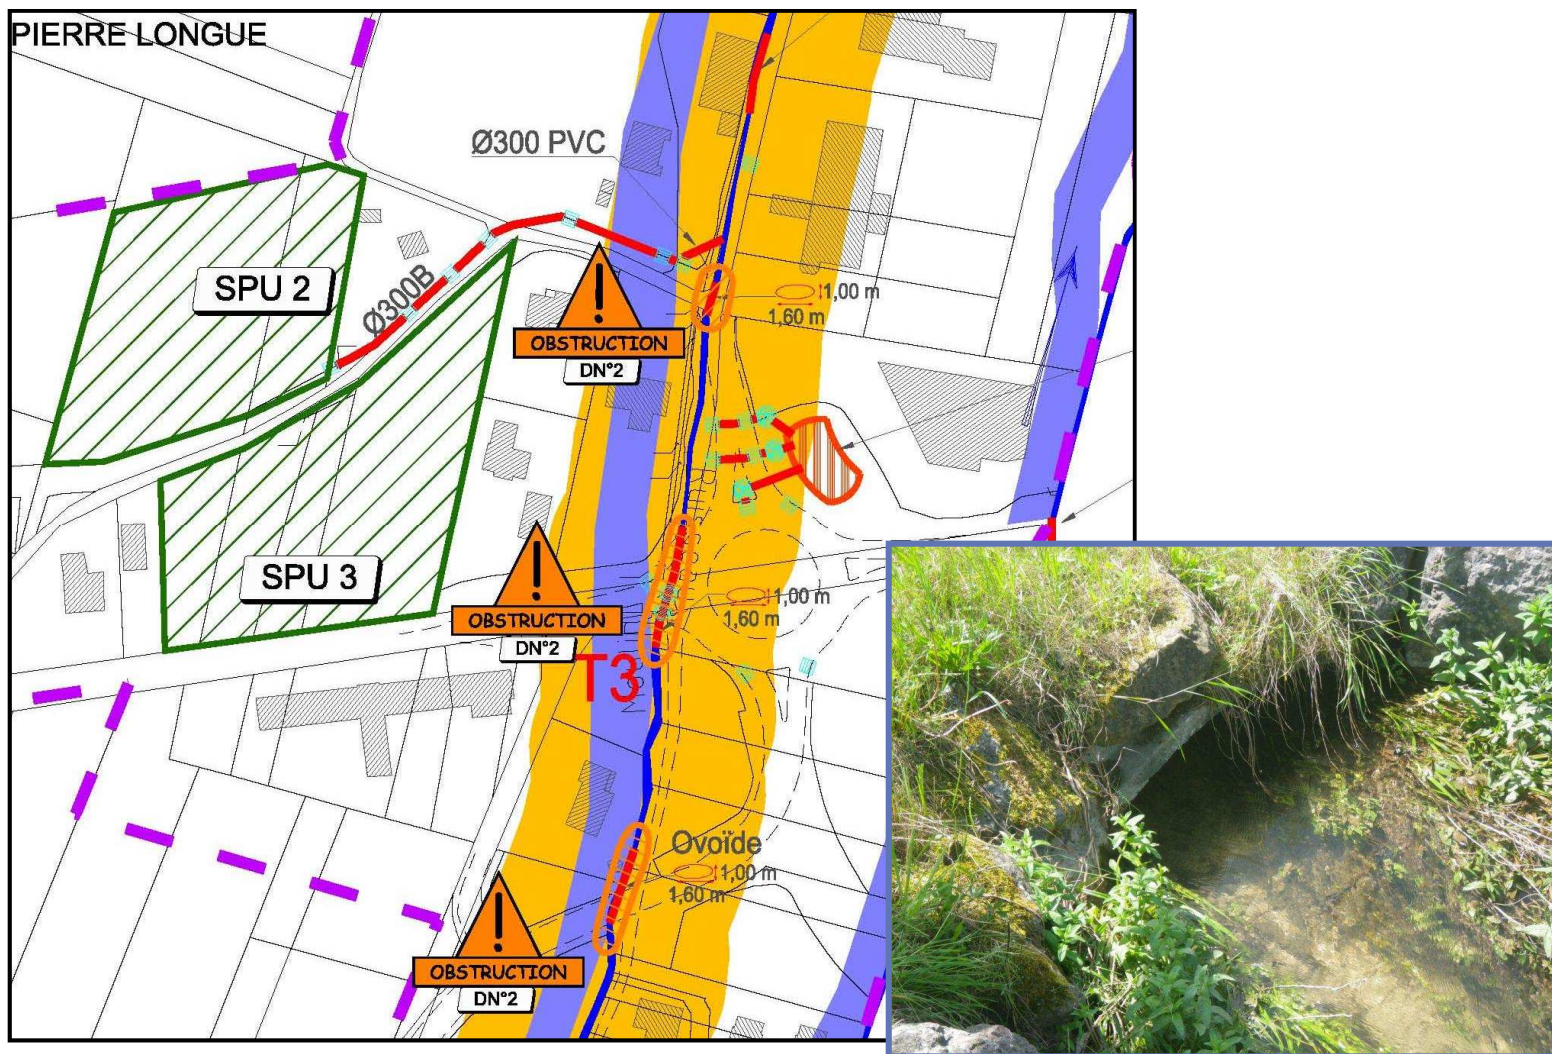 PIERRE LONGUE
Ø300 PVC
SPU 2
Ø300B
1,00 m
1,60 m
OBSTRUCTION
DN°2
SPU 3
1,00 m
1,60 m
OBSTRUCTION
DN°2
T3
Ovoïde
1,00 m
1,60 m
OBSTRUCTION
DN°2